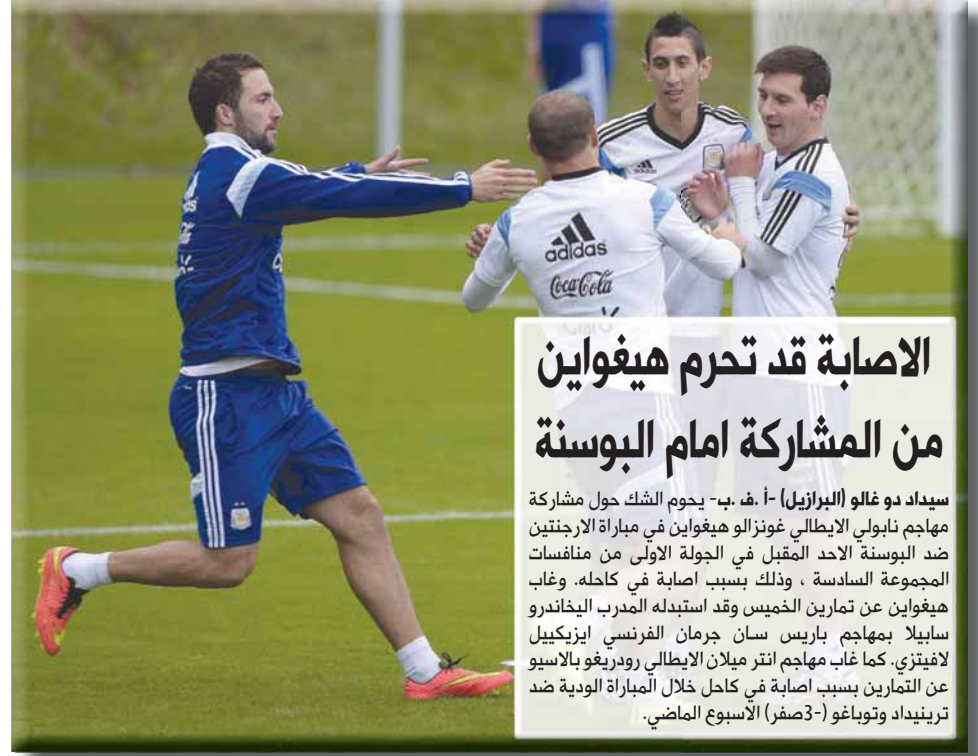 adidas
adidas
Coca-Cola
adidas
الاصابة قد تحرم هيغواين
من المشاركة امام البوسنة
سيداد دو غالو (البرازيل) -أ .ف .ب- يحوم الشك حول مشاركة
مهاجم نابولي الايطالي غونزالو هيغواين في مباراة الارجنتين
ضد البوسنة الاحد المقبل في الجولة الاولى من منافسات
المجموعة السادسة ، وذلك بسبب اصابة في كاحله. وغاب
هيغواين عن تمارين الخميس وقد استبدله المدرب اليخاندرو
سابيلا بمهاجم باريس سان جرمان الفرنسي ايزيكييل
لافيتزي. كما غاب مهاجم انتر ميلان الايطالي رودريغو بالاسيو
عن التمارين بسبب اصابة في كاحل خلال المباراة الودية ضد
ترينيداد وتوباغو (-3صفر) الاسبوع الماضي.